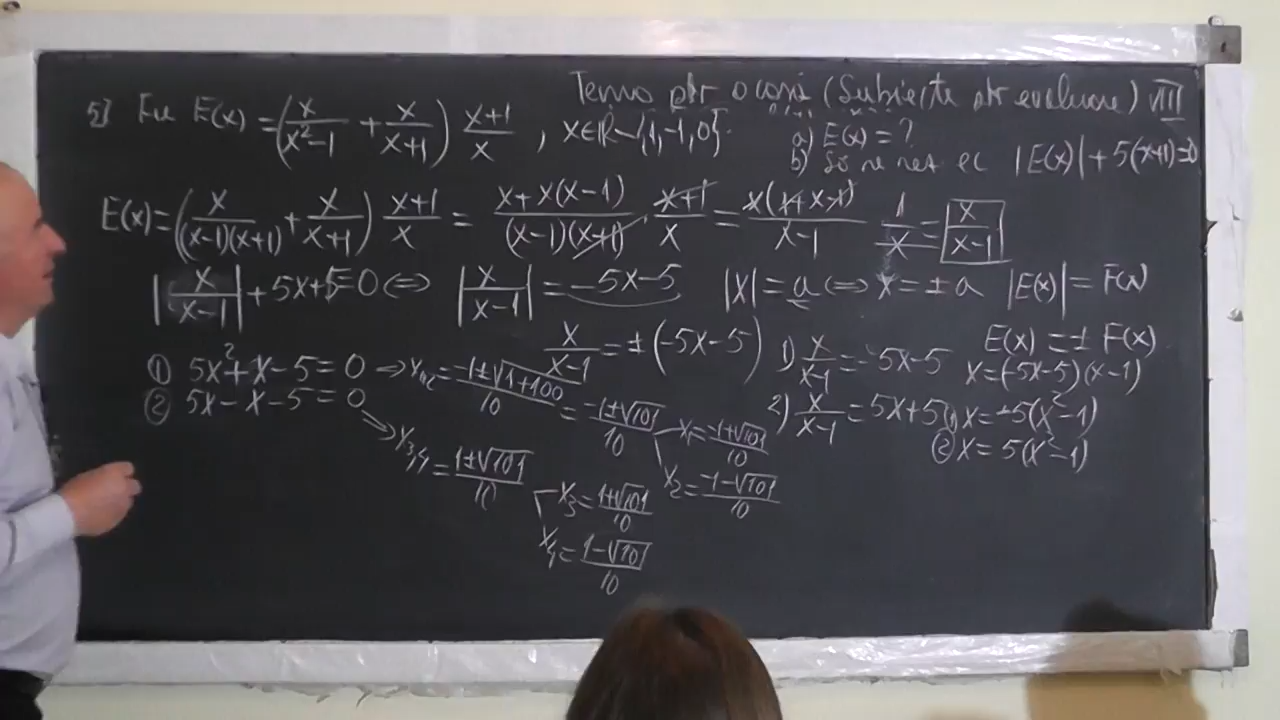 Tema ptr acasă (Subiecte ptr evaluare) VIII
5] Fie E(x) = (x/(x²-1) + x/(x+1)) (x+1)/x , x∈ℝ-{1,-1,0}.
a) E(x) = ?
b) Să se rez ec |E(x)| + 5(x+1)=0
E(x) = (x/((x-1)(x+1)) + x/(x+1)) (x+1)/x = (x+x(x-1))/((x-1)(x+1)) · (x+1)/x = x(1+x-1)/(x-1) 1/x = x/(x-1)
|x/(x-1)| + 5x+5=0 ⇔ |x/(x-1)| = -5x-5 |x| = a ⇔ x = ±a |E(x)| = F(x)
x/(x-1) = ±(-5x-5) 1) x/(x-1) = -5x-5 E(x) = ± F(x)
x=(-5x-5)(x-1)
2) x/(x-1) = 5x+5 ① x= -5(x²-1)
② x= 5(x²-1)
① 5x²+x-5=0 ⇒ x₁,₂ = (-1±√(1+100))/10 = (-1±√101)/10 x₁ = (-1+√101)/10
x₂ = (-1-√101)/10
② 5x-x-5=0
⇒ x₃,₄ = (1±√101)/10 x₃ = (1+√101)/10
x₄ = (1-√101)/10